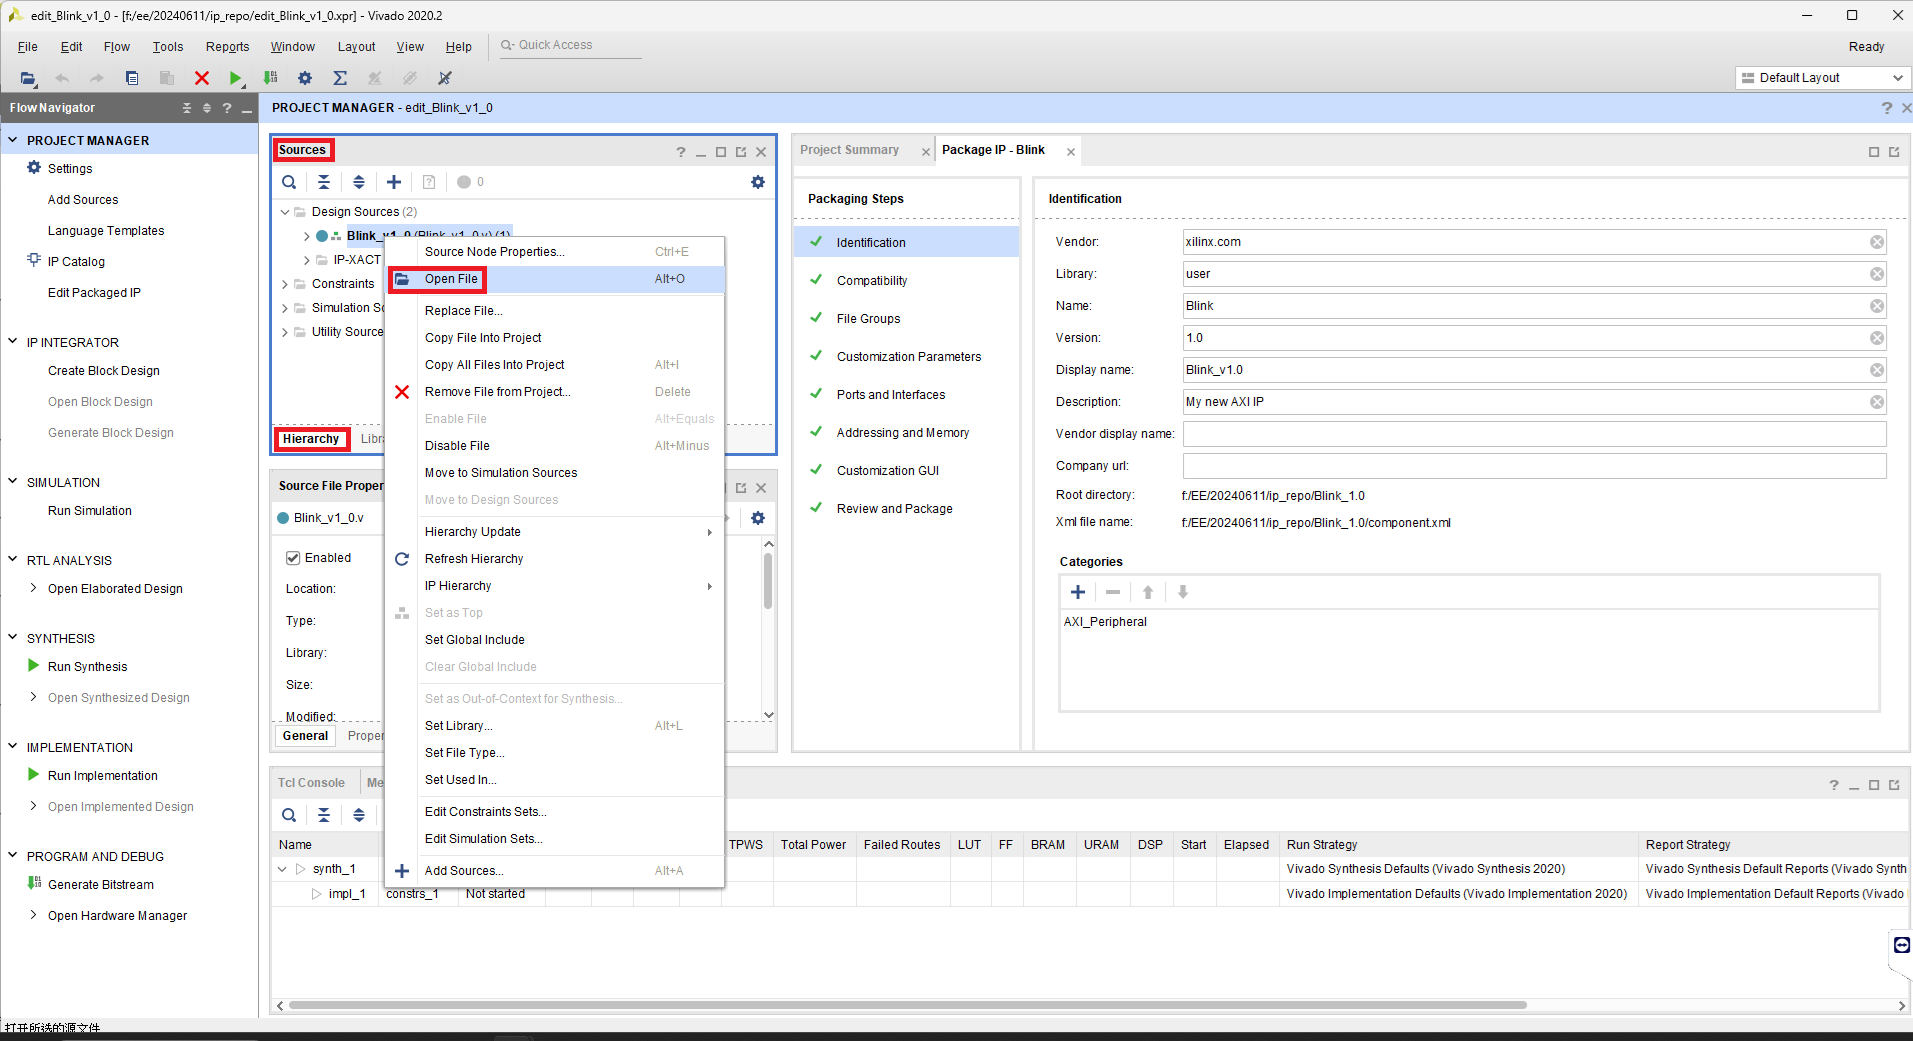 edit_Blink_v1_0 - [f:/ee/20240611/ip_repo/edit_Blink_v1_0.xpr] - Vivado 2020.2
File Edit Flow Tools Reports Window Layout View Help Quick Access Ready
Default Layout
Flow Navigator
PROJECT MANAGER
Settings
Add Sources
Language Templates
IP Catalog
Edit Packaged IP
IP INTEGRATOR
Create Block Design
Open Block Design
Generate Block Design
SIMULATION
Run Simulation
RTL ANALYSIS
Open Elaborated Design
SYNTHESIS
Run Synthesis
Open Synthesized Design
IMPLEMENTATION
Run Implementation
Open Implemented Design
PROGRAM AND DEBUG
Generate Bitstream
Open Hardware Manager
PROJECT MANAGER - edit_Blink_v1_0
Sources
0
Design Sources (2)
Blink_v1_0 (Blink_v1_0.v) (1)
IP-XACT
Constraints
Simulation So
Utility Source
Hierarchy Libra
Source File Proper
Blink_v1_0.v
Enabled
Location:
Type:
Library:
Size:
Modified:
General Proper
Source Node Properties... Ctrl+E
Open File Alt+O
Replace File...
Copy File Into Project
Copy All Files Into Project Alt+I
Remove File from Project... Delete
Enable File Alt+Equals
Disable File Alt+Minus
Move to Simulation Sources
Move to Design Sources
Hierarchy Update
Refresh Hierarchy
IP Hierarchy
Set as Top
Set Global Include
Clear Global Include
Set as Out-of-Context for Synthesis...
Set Library... Alt+L
Set File Type...
Set Used In...
Edit Constraints Sets...
Edit Simulation Sets...
Add Sources... Alt+A
Project Summary Package IP - Blink
Packaging Steps
Identification
Compatibility
File Groups
Customization Parameters
Ports and Interfaces
Addressing and Memory
Customization GUI
Review and Package
Identification
Vendor: xilinx.com
Library: user
Name: Blink
Version: 1.0
Display name: Blink_v1.0
Description: My new AXI IP
Vendor display name:
Company url:
Root directory: f:/EE/20240611/ip_repo/Blink_1.0
Xml file name: f:/EE/20240611/ip_repo/Blink_1.0/component.xml
Categories
AXI_Peripheral
Tcl Console Me
Name TPWS Total Power Failed Routes LUT FF BRAM URAM DSP Start Elapsed Run Strategy Report Strategy
synth_1 Vivado Synthesis Defaults (Vivado Synthesis 2020) Vivado Synthesis Default Reports (Vivado Synth
impl_1 constrs_1 Not started Vivado Implementation Defaults (Vivado Implementation 2020) Vivado Implementation Default Reports (Vivado
打开所选的源文件